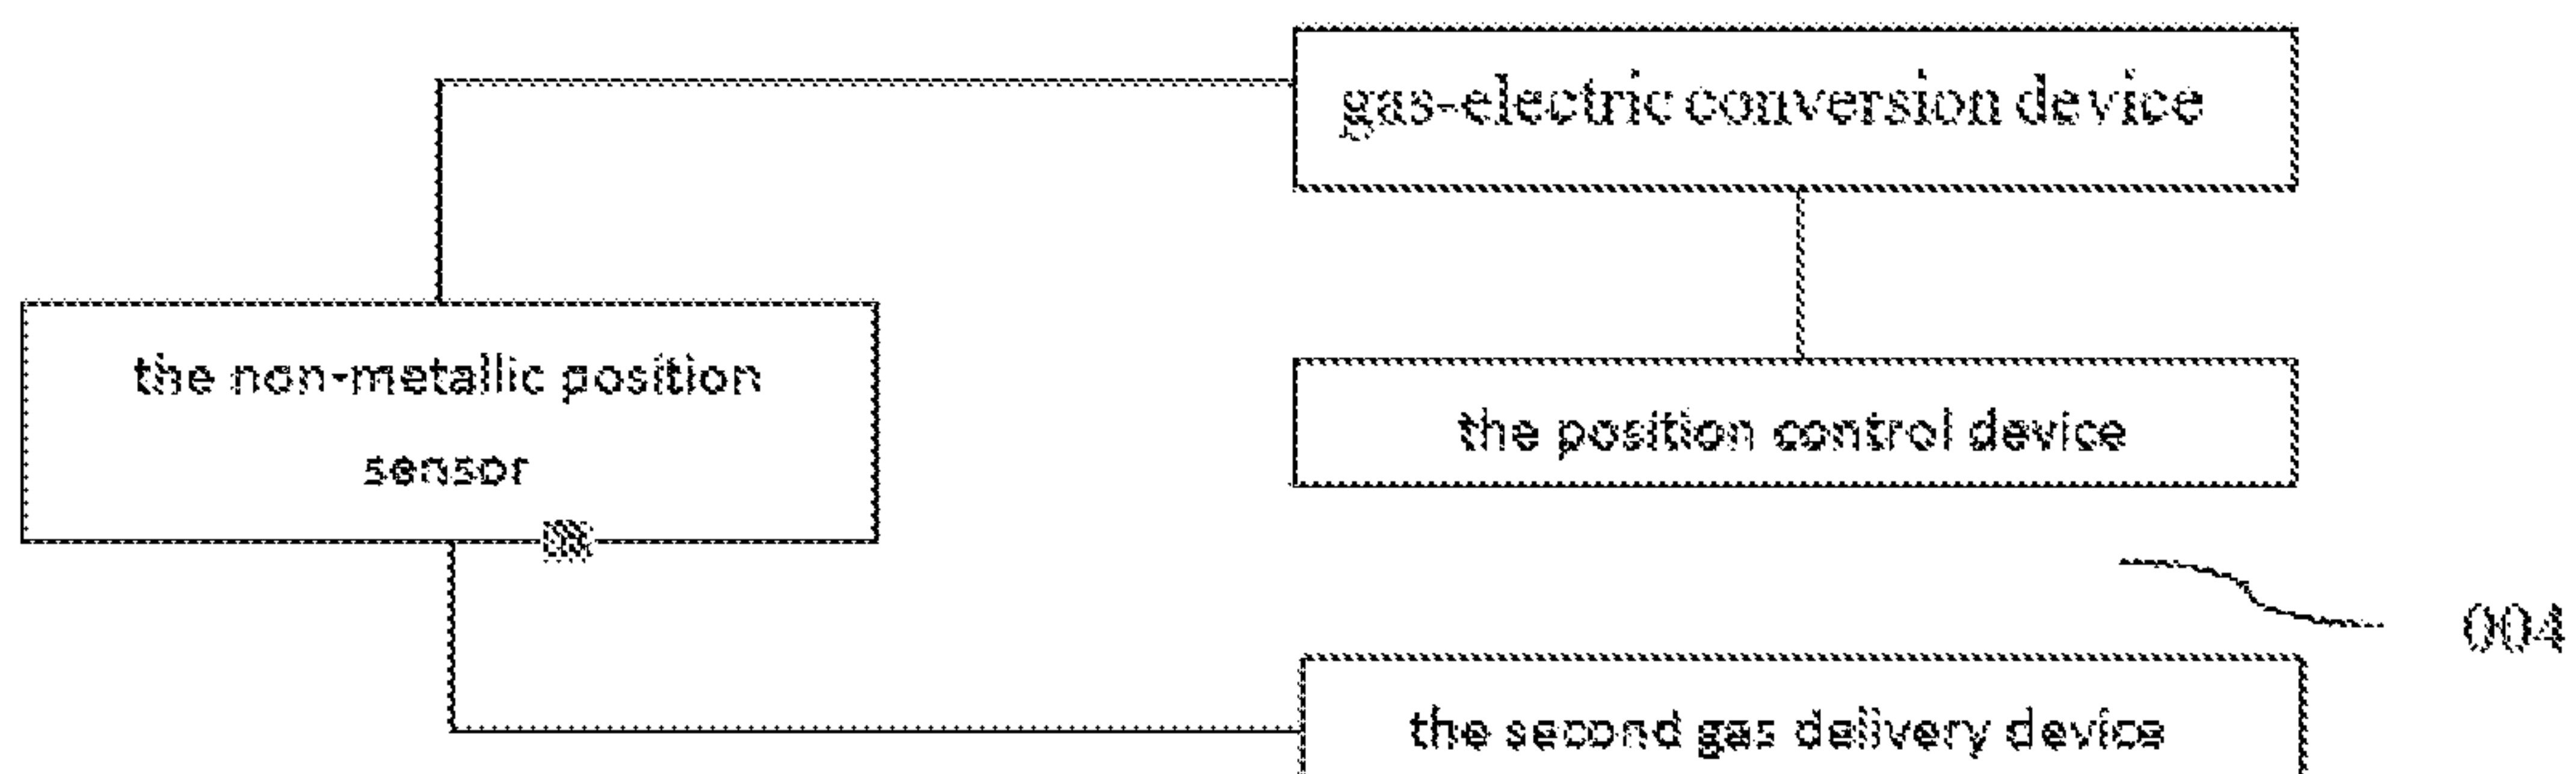 gas-electric conversion device
the non-metallic position
sensor
the position control device
004
the second gas delivery device